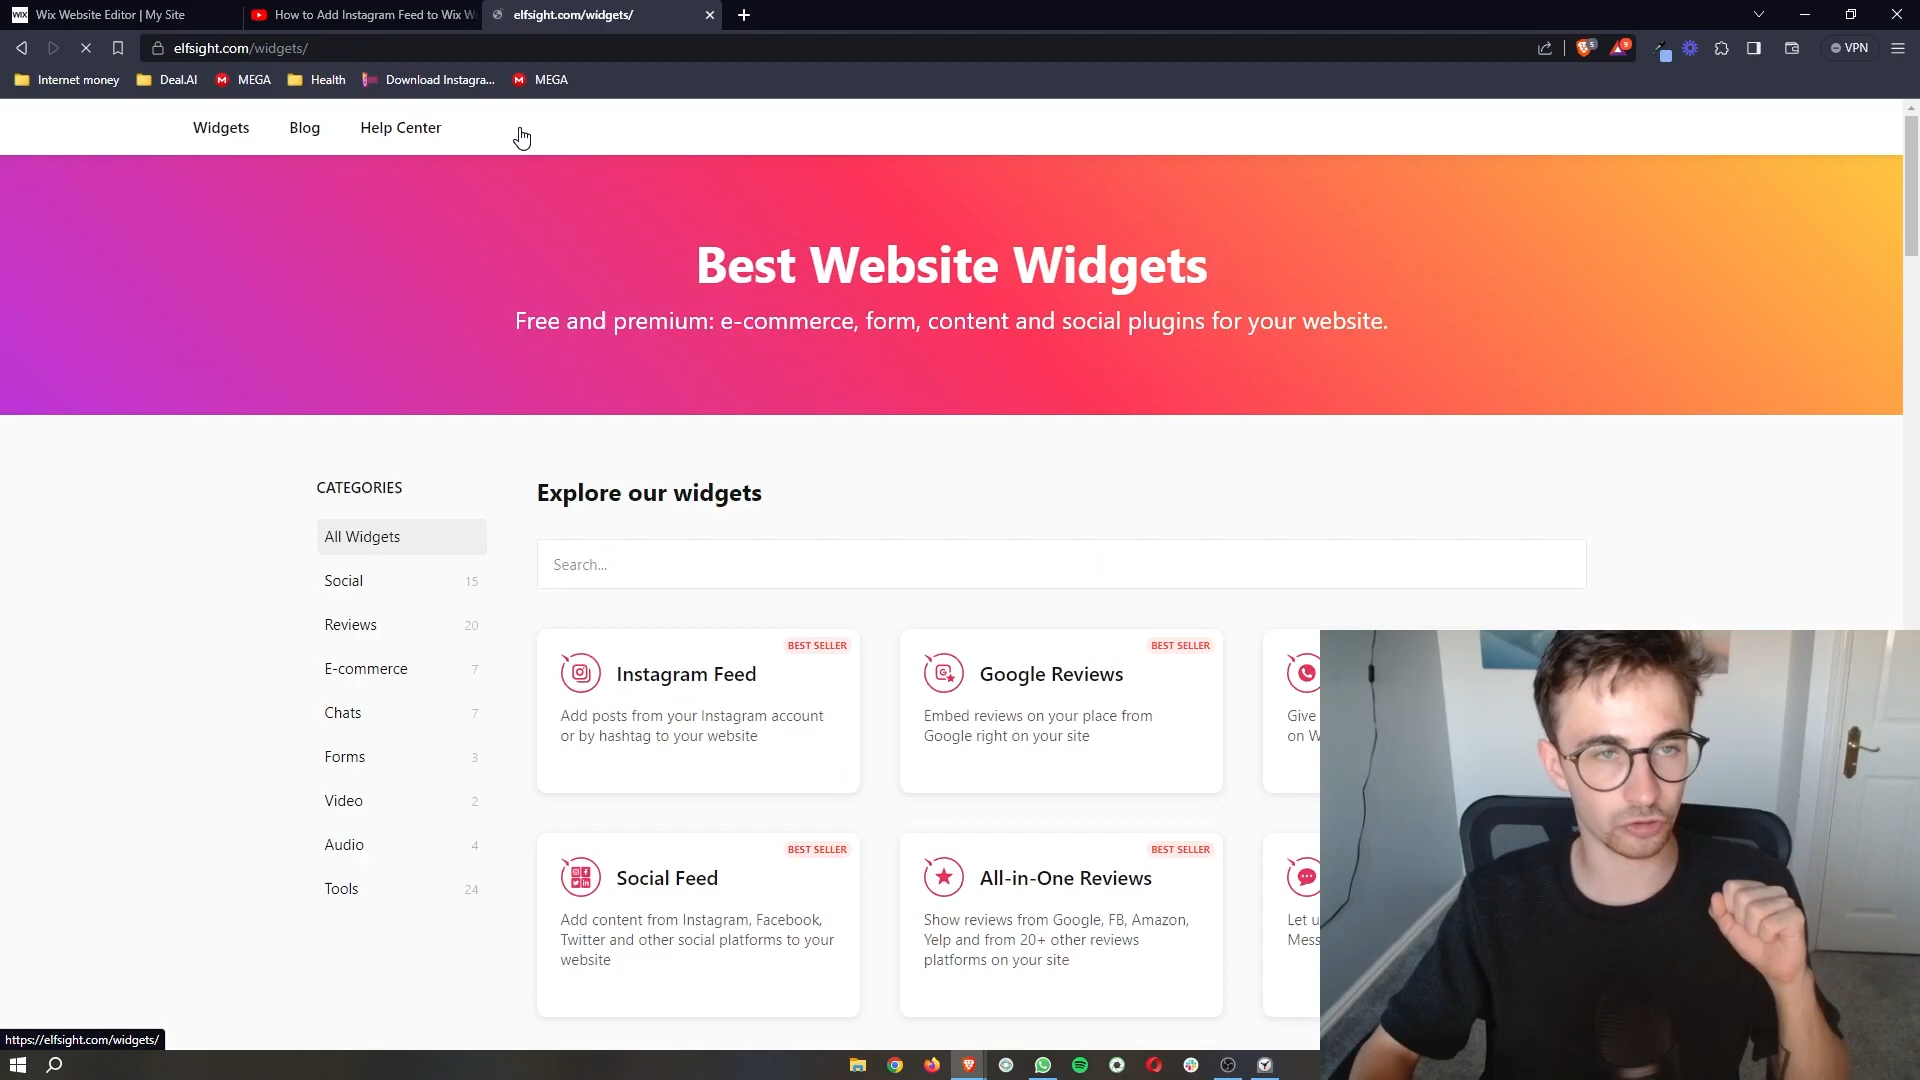 WIX Wix Website Editor | My Site
How to Add Instagram Feed to Wix W
elfsight.com/widgets/
elfsight.com/widgets/
VPN
Internet money
Deal.AI
MEGA
Health
Download Instagra...
MEGA
Widgets
Blog
Help Center
Best Website Widgets
Free and premium: e-commerce, form, content and social plugins for your website.
CATEGORIES
All Widgets
Social 15
Reviews 20
E-commerce 7
Chats 7
Forms 3
Video 2
Audio 4
Tools 24
Explore our widgets
Search...
BEST SELLER
Instagram Feed
Add posts from your Instagram account
or by hashtag to your website
BEST SELLER
Google Reviews
Embed reviews on your place from
Google right on your site
Give
on W
BEST SELLER
Social Feed
Add content from Instagram, Facebook,
Twitter and other social platforms to your
website
BEST SELLER
All-in-One Reviews
Show reviews from Google, FB, Amazon,
Yelp and from 20+ other reviews
platforms on your site
Let u
Mess
https://elfsight.com/widgets/